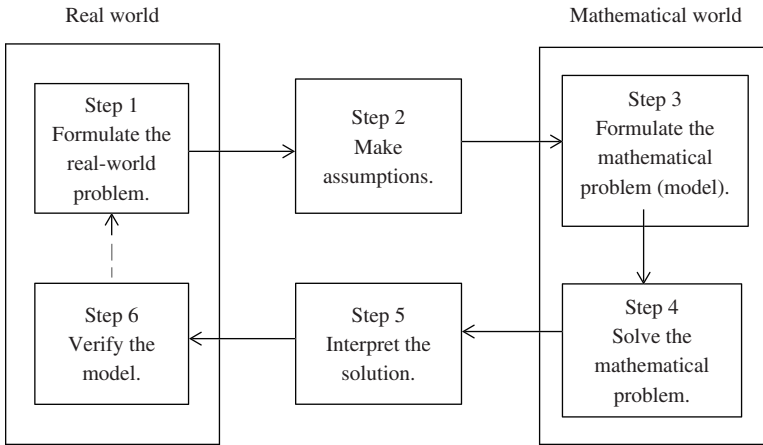 Real world
Mathematical world
Step 1
Formulate the
real-world
problem.
Step 2
Make
assumptions.
Step 3
Formulate the
mathematical
problem (model).
Step 6
Verify the
model.
Step 5
Interpret the
solution.
Step 4
Solve the
mathematical
problem.